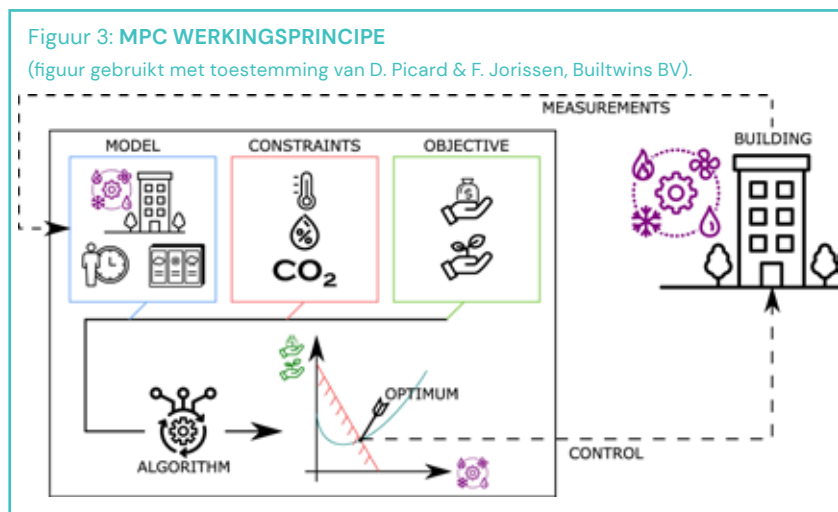 Figuur 3: MPC WERKINGSPRINCIPE
(figuur gebruikt met toestemming van D. Picard & F. Jorissen, Builtwins BV).
MEASUREMENTS
MODEL
CONSTRAINTS
OBJECTIVE
BUILDING
$
%
CO₂
OPTIMUM
ALGORITHM
CONTROL